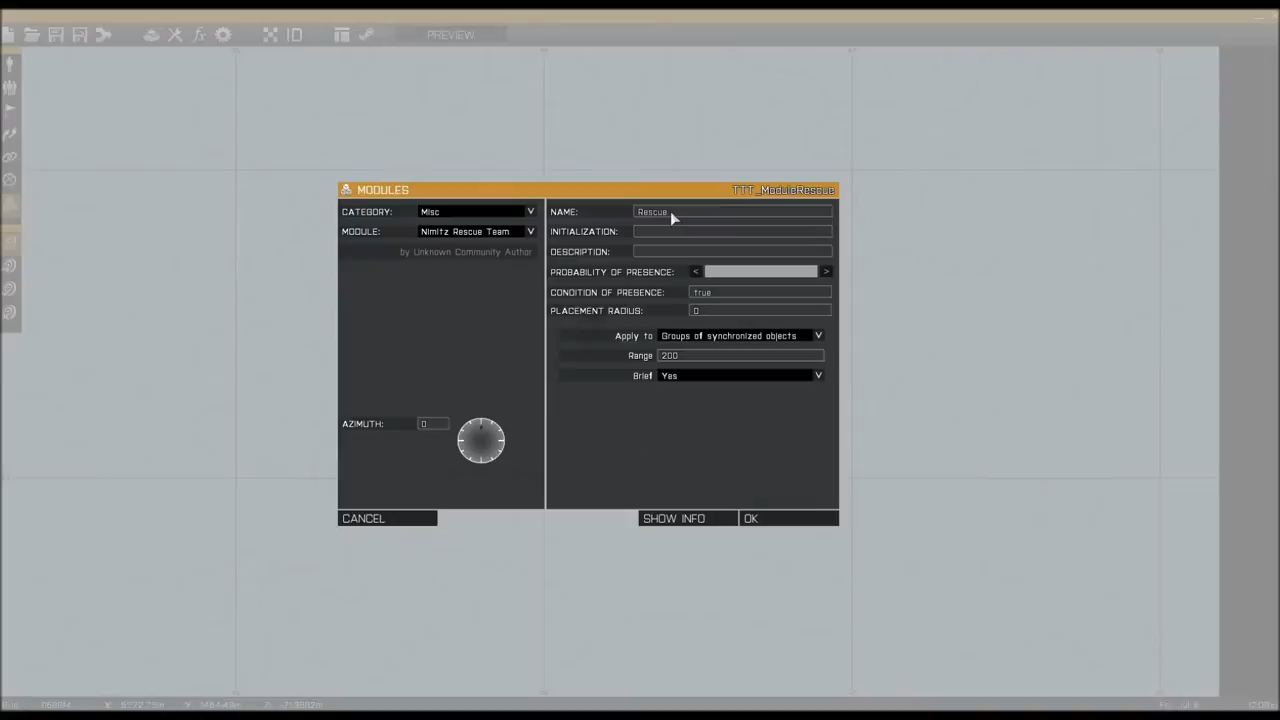 PREVIEW
MODULES
TTT_ModuleRescue
CATEGORY: Misc
MODULE: Nimitz Rescue Team
by Unknown Community Author
AZIMUTH: 0
NAME: Rescue
INITIALIZATION:
DESCRIPTION:
PROBABILITY OF PRESENCE: < >
CONDITION OF PRESENCE: true
PLACEMENT RADIUS: 0
Apply to Groups of synchronized objects
Range 200
Brief Yes
CANCEL
SHOW INFO
OK